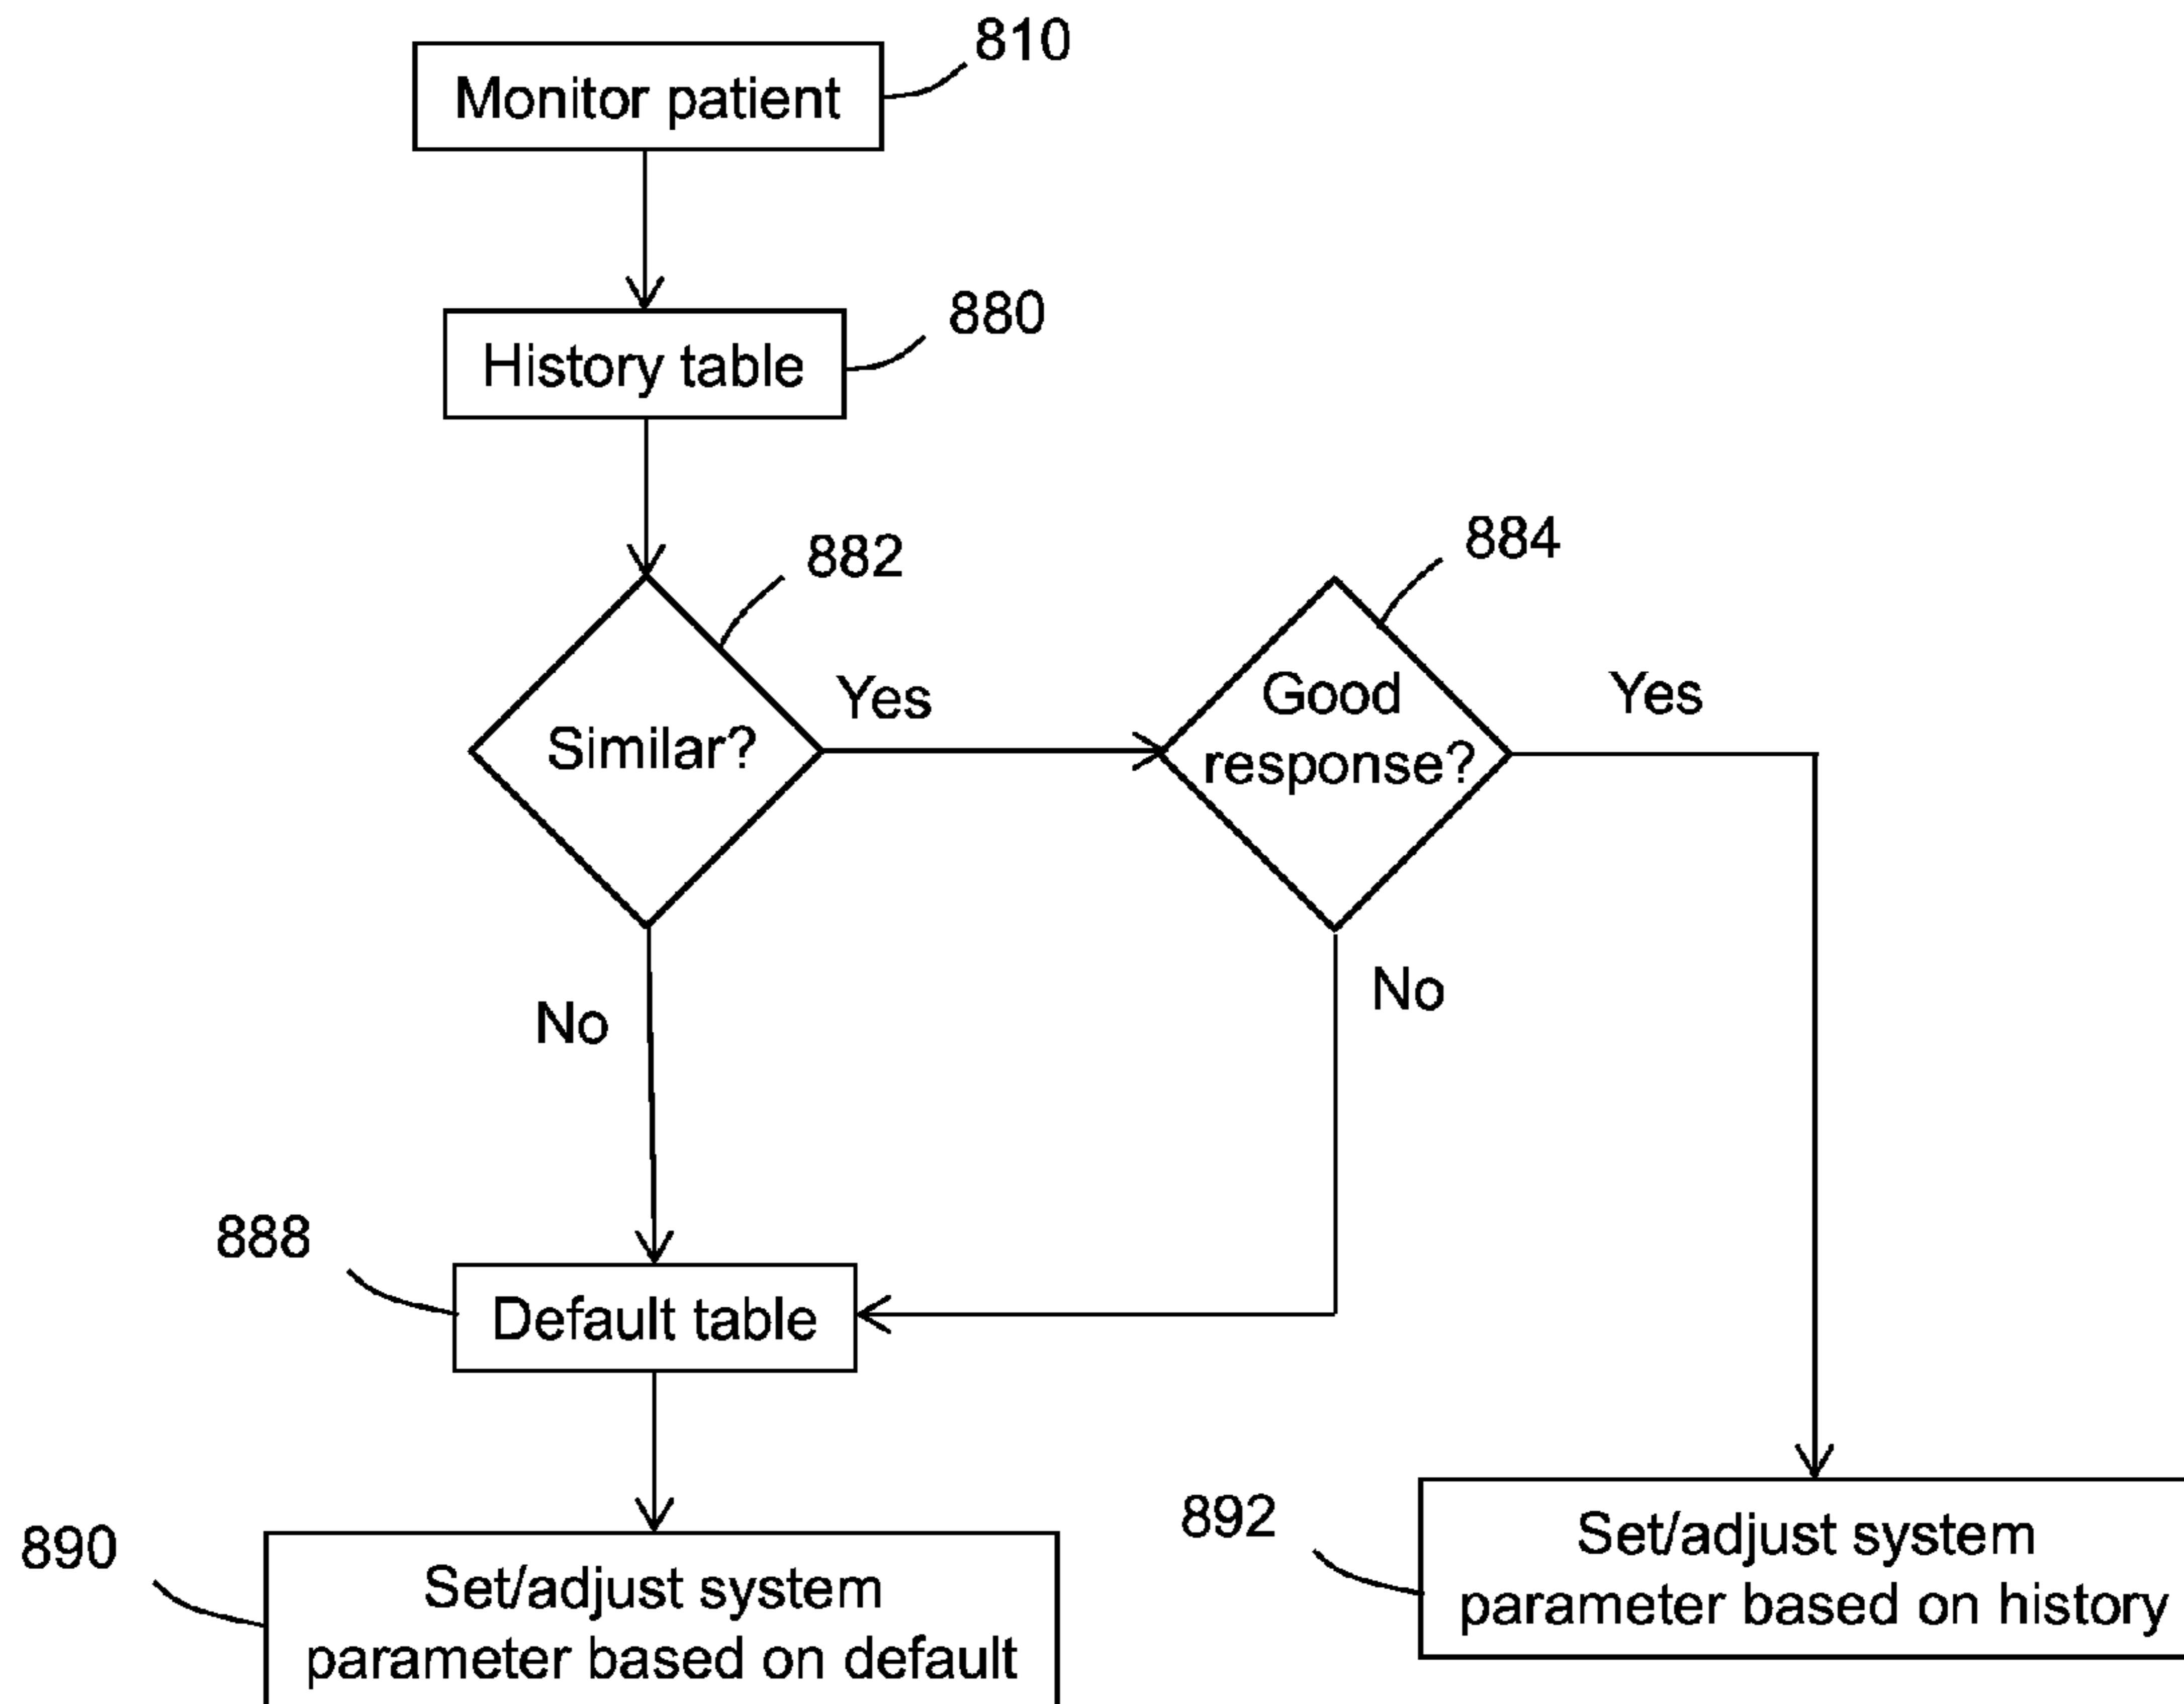 810
Monitor patient
880
History table
882
884
Similar?
Yes
Good
response?
Yes
No
No
888
Default table
890
Set/adjust system
parameter based on default
892
Set/adjust system
parameter based on history